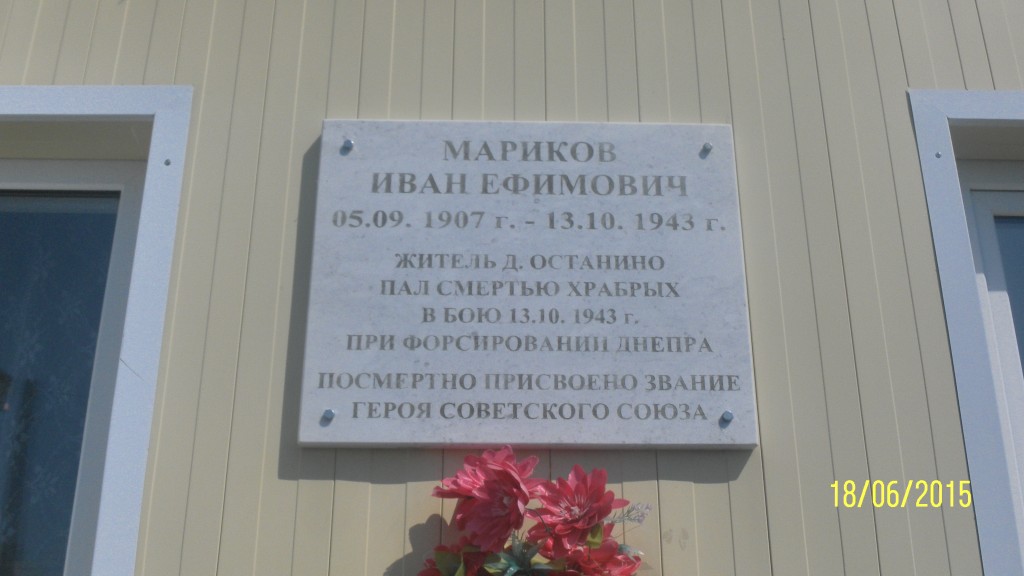 МАРИКОВ
ИВАН ЕФИМОВИЧ
05.09. 1907 г. - 13.10. 1943 г.
ЖИТЕЛЬ Д. ОСТАНИНО
ПАЛ СМЕРТЬЮ ХРАБРЫХ
В БОЮ 13.10. 1943 г.
ПРИ ФОРСИРОВАНИИ ДНЕПРА
ПОСМЕРТНО ПРИСВОЕНО ЗВАНИЕ
ГЕРОЯ СОВЕТСКОГО СОЮЗА
18/06/2015